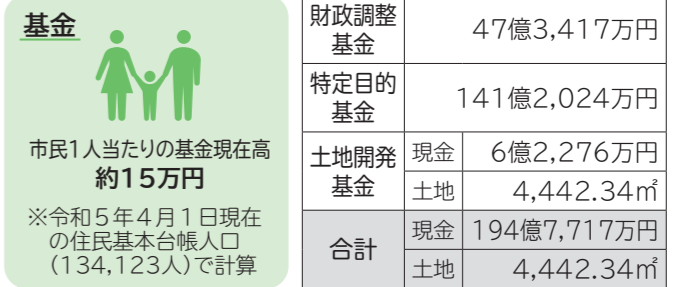 基金
市民1人当たりの基金現在高
約15万円
※令和5年4月1日現在
の住民基本台帳人口
(134,123人)で計算
財政調整
基金
47億3,417万円
特定目的
基金
141億2,024万円
土地開発
基金
現金 6億2,276万円
土地 4,442.34㎡
合計
現金 194億7,717万円
土地 4,442.34㎡